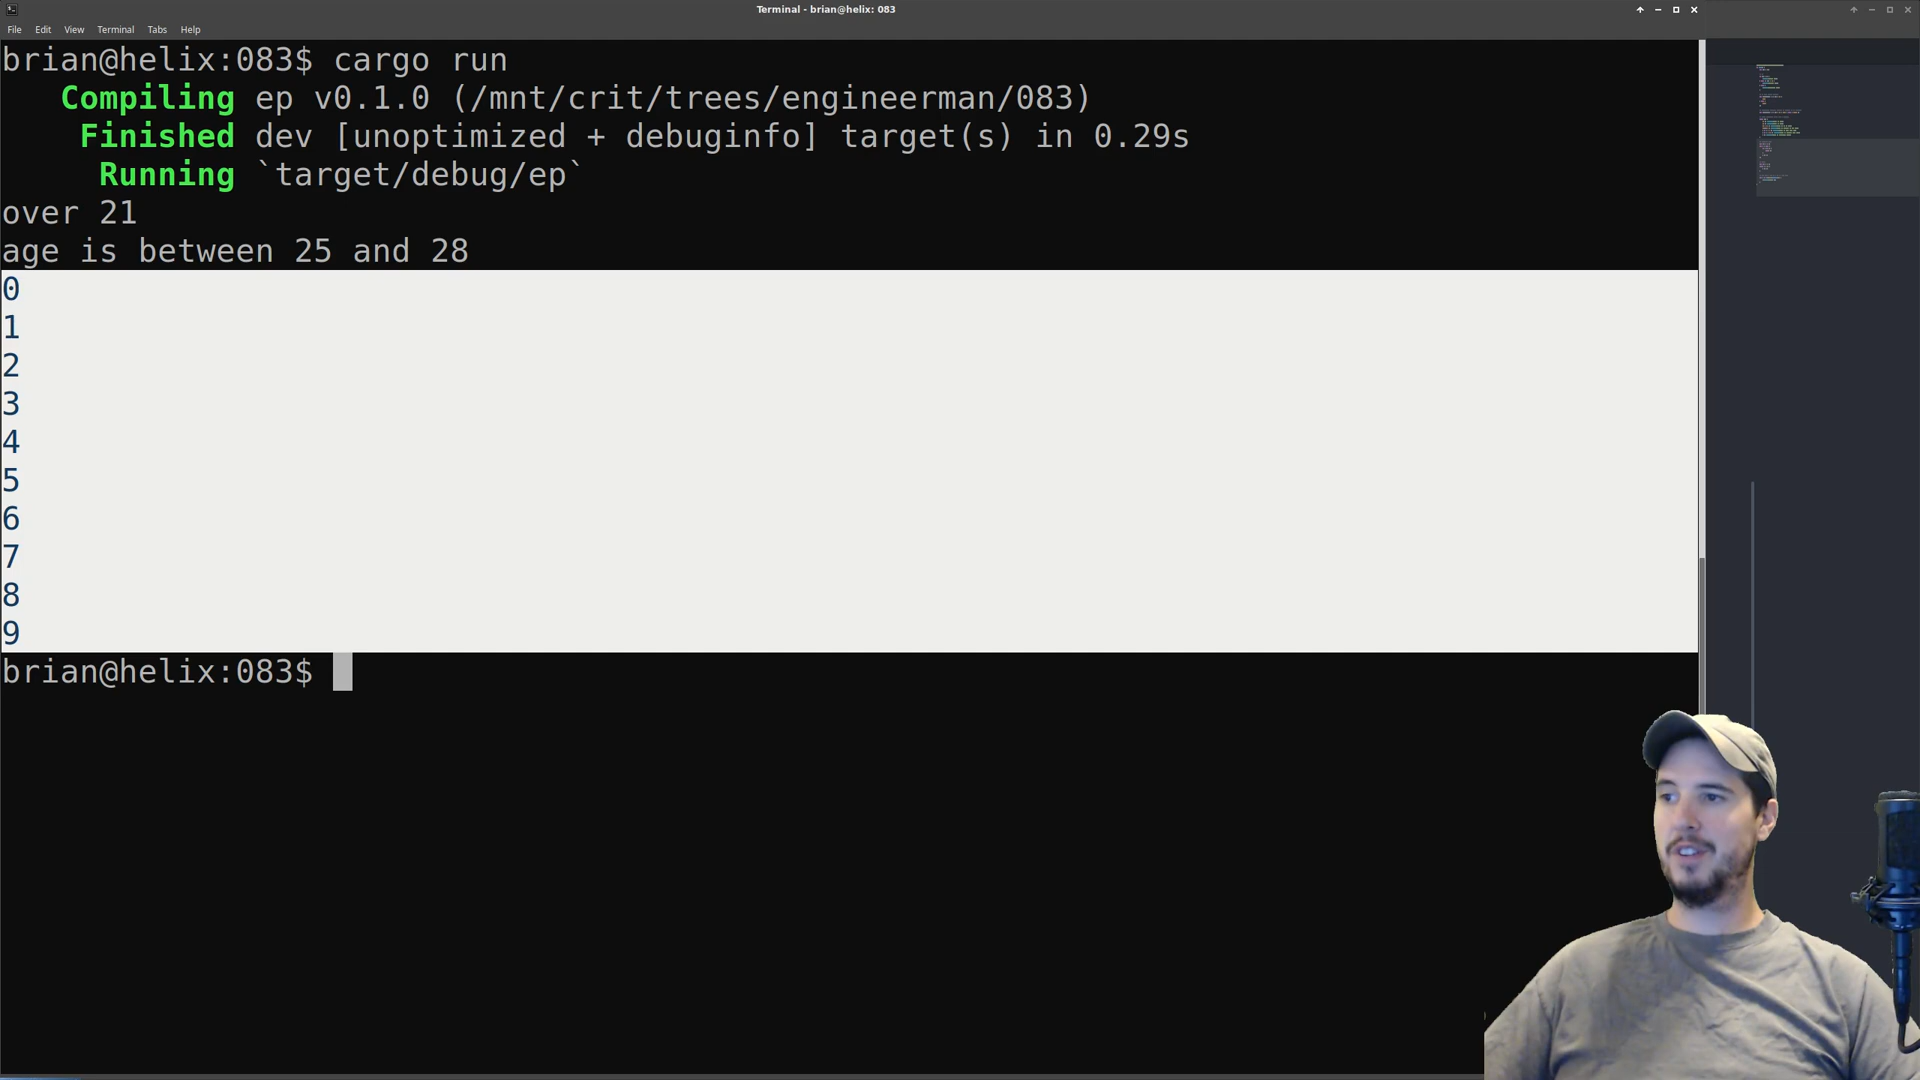 Terminal - brian@helix: 083
File Edit View Terminal Tabs Help
brian@helix:083$ cargo run
Compiling ep v0.1.0 (/mnt/crit/trees/engineerman/083)
Finished dev [unoptimized + debuginfo] target(s) in 0.29s
Running `target/debug/ep`
over 21
age is between 25 and 28
0
1
2
3
4
5
6
7
8
9
brian@helix:083$